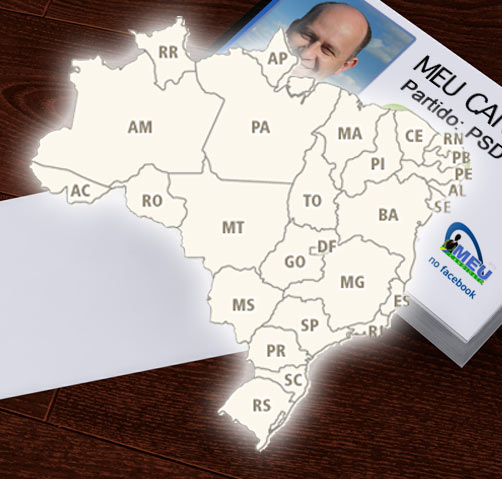 RR
AP
MEU
Partido: PSD
AM
PA
MA
CE
RN
PI
PB
PE
AC
AL
RO
TO
SE
BA
MT
DF
GO
MEU
no facebook
MG
MS
ES
SP
RJ
PR
SC
RS